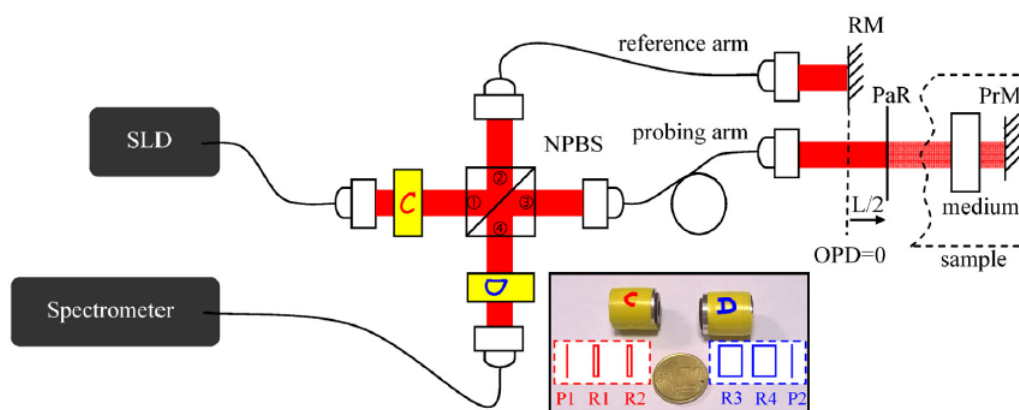 reference arm
RM
PaR
PrM
SLD
probing arm
NPBS
C
②
①
③
④
L/2
medium
OPD=0
sample
D
Spectrometer
C
D
P1 R1 R2
R3 R4 P2